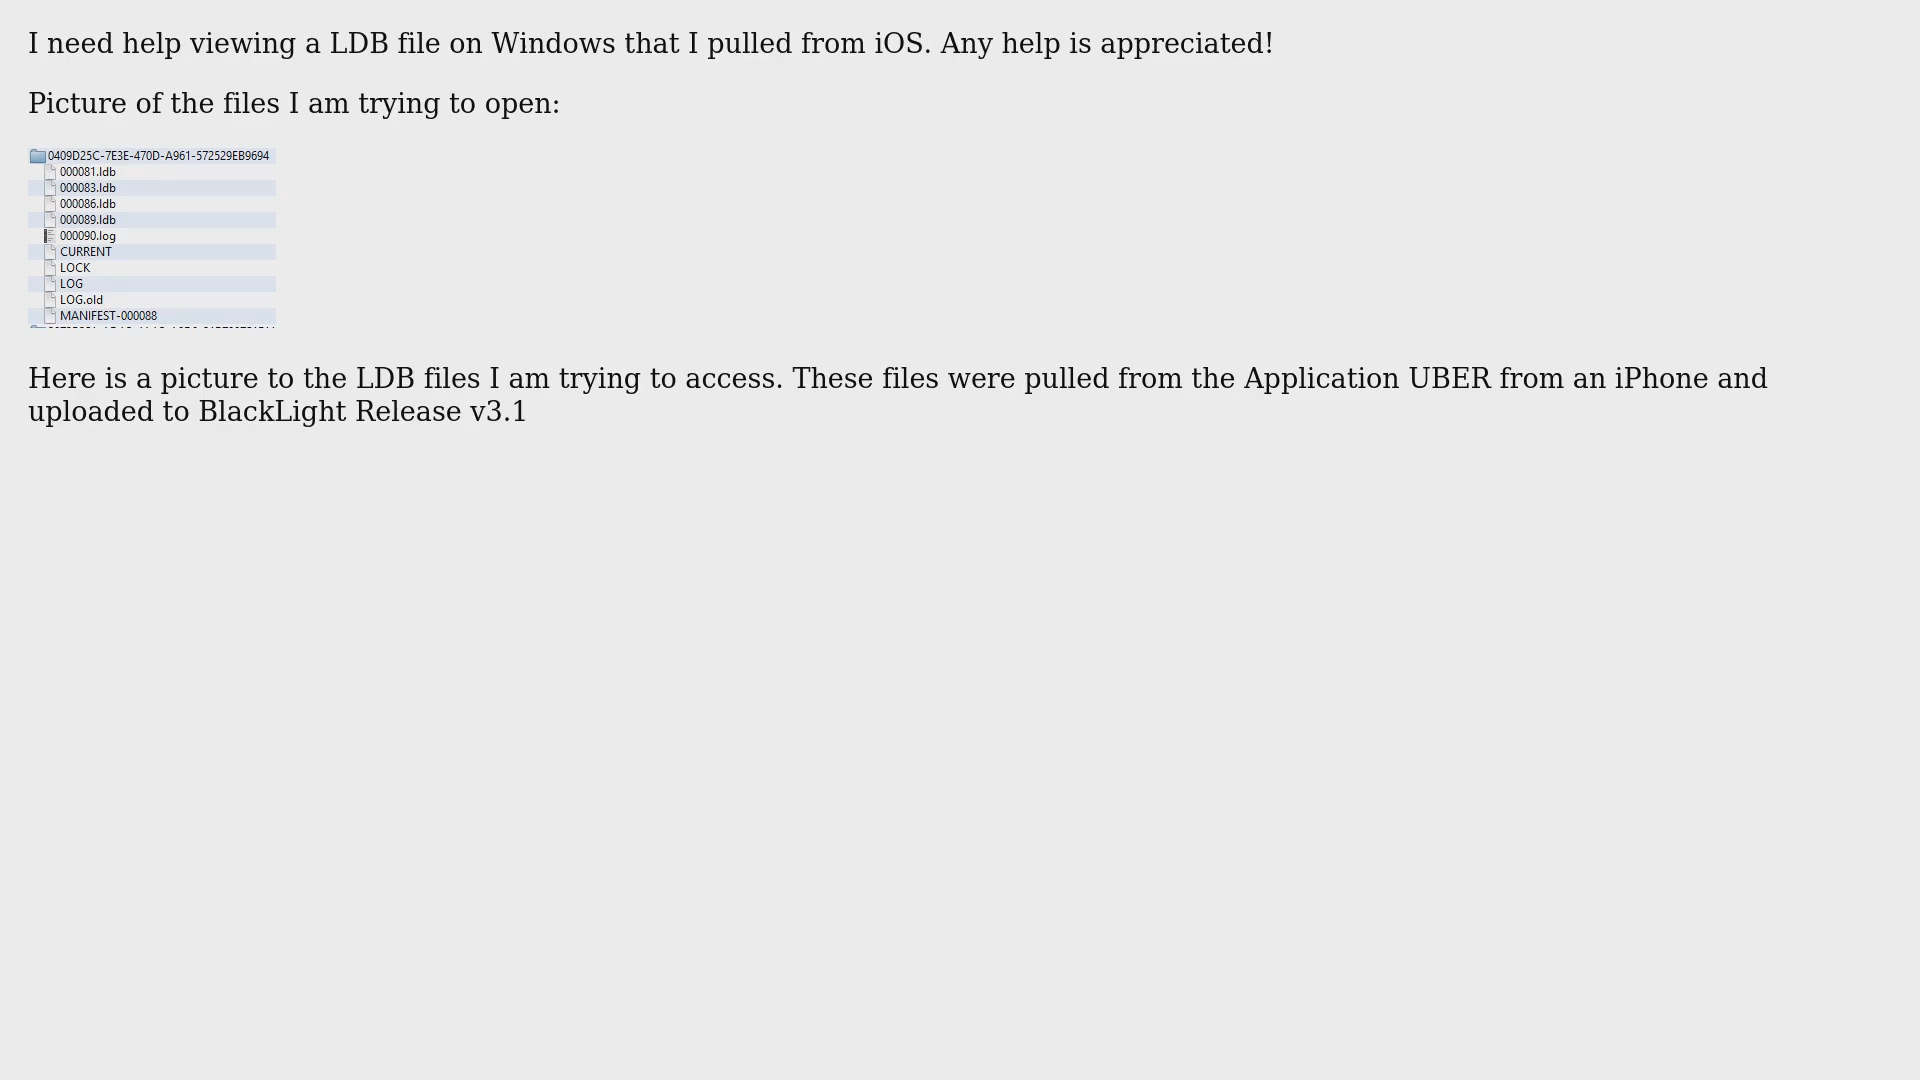 I need help viewing a LDB file on Windows that I pulled from iOS. Any help is appreciated!
Picture of the files I am trying to open:
0409D25C-7E3E-470D-A961-572529EB9694
000081.ldb
000083.ldb
000086.ldb
000089.ldb
000090.log
CURRENT
LOCK
LOG
LOG.old
MANIFEST-000088
Here is a picture to the LDB files I am trying to access. These files were pulled from the Application UBER from an iPhone and
uploaded to BlackLight Release v3.1